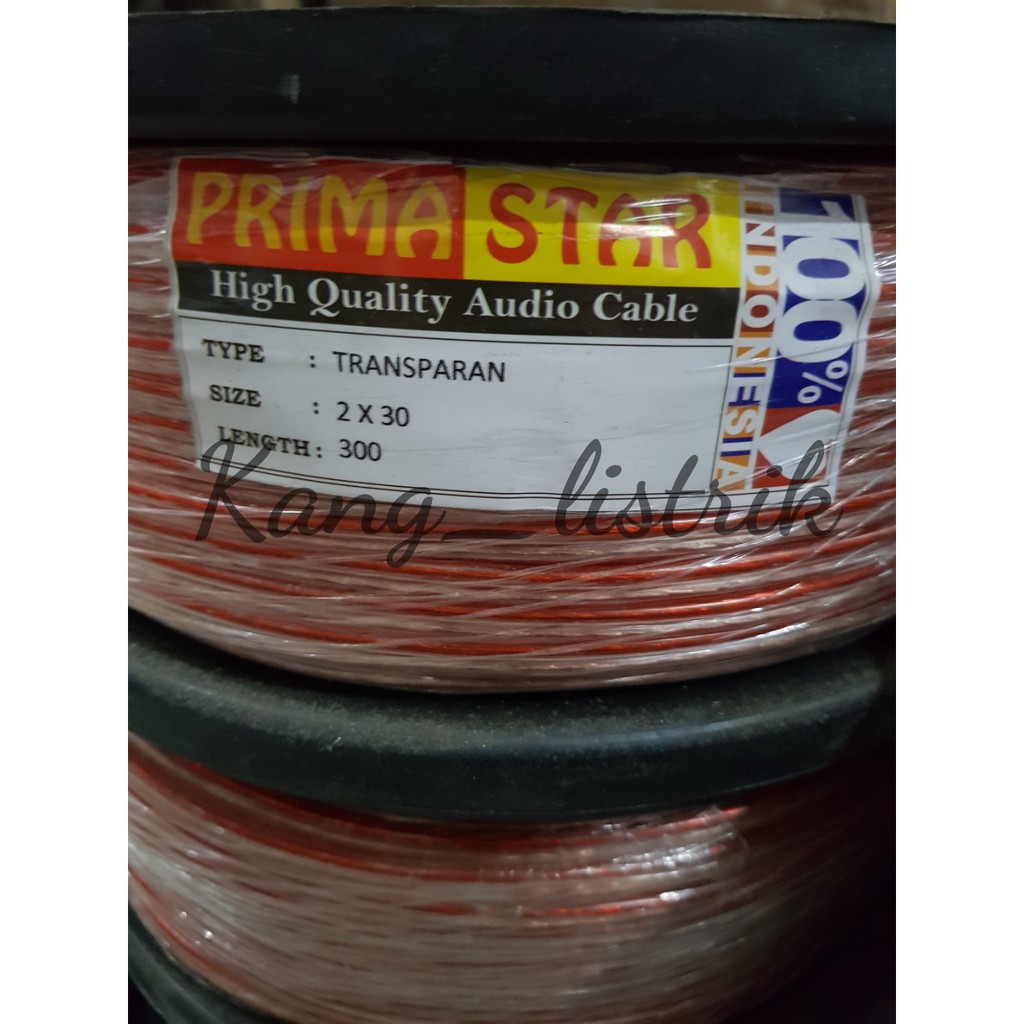 PRIMA STAR
High Quality Audio Cable
TYPE : TRANSPARAN
SIZE : 2 X 30
LENGTH : 300
100%
INDONESIA
Kang_listrik